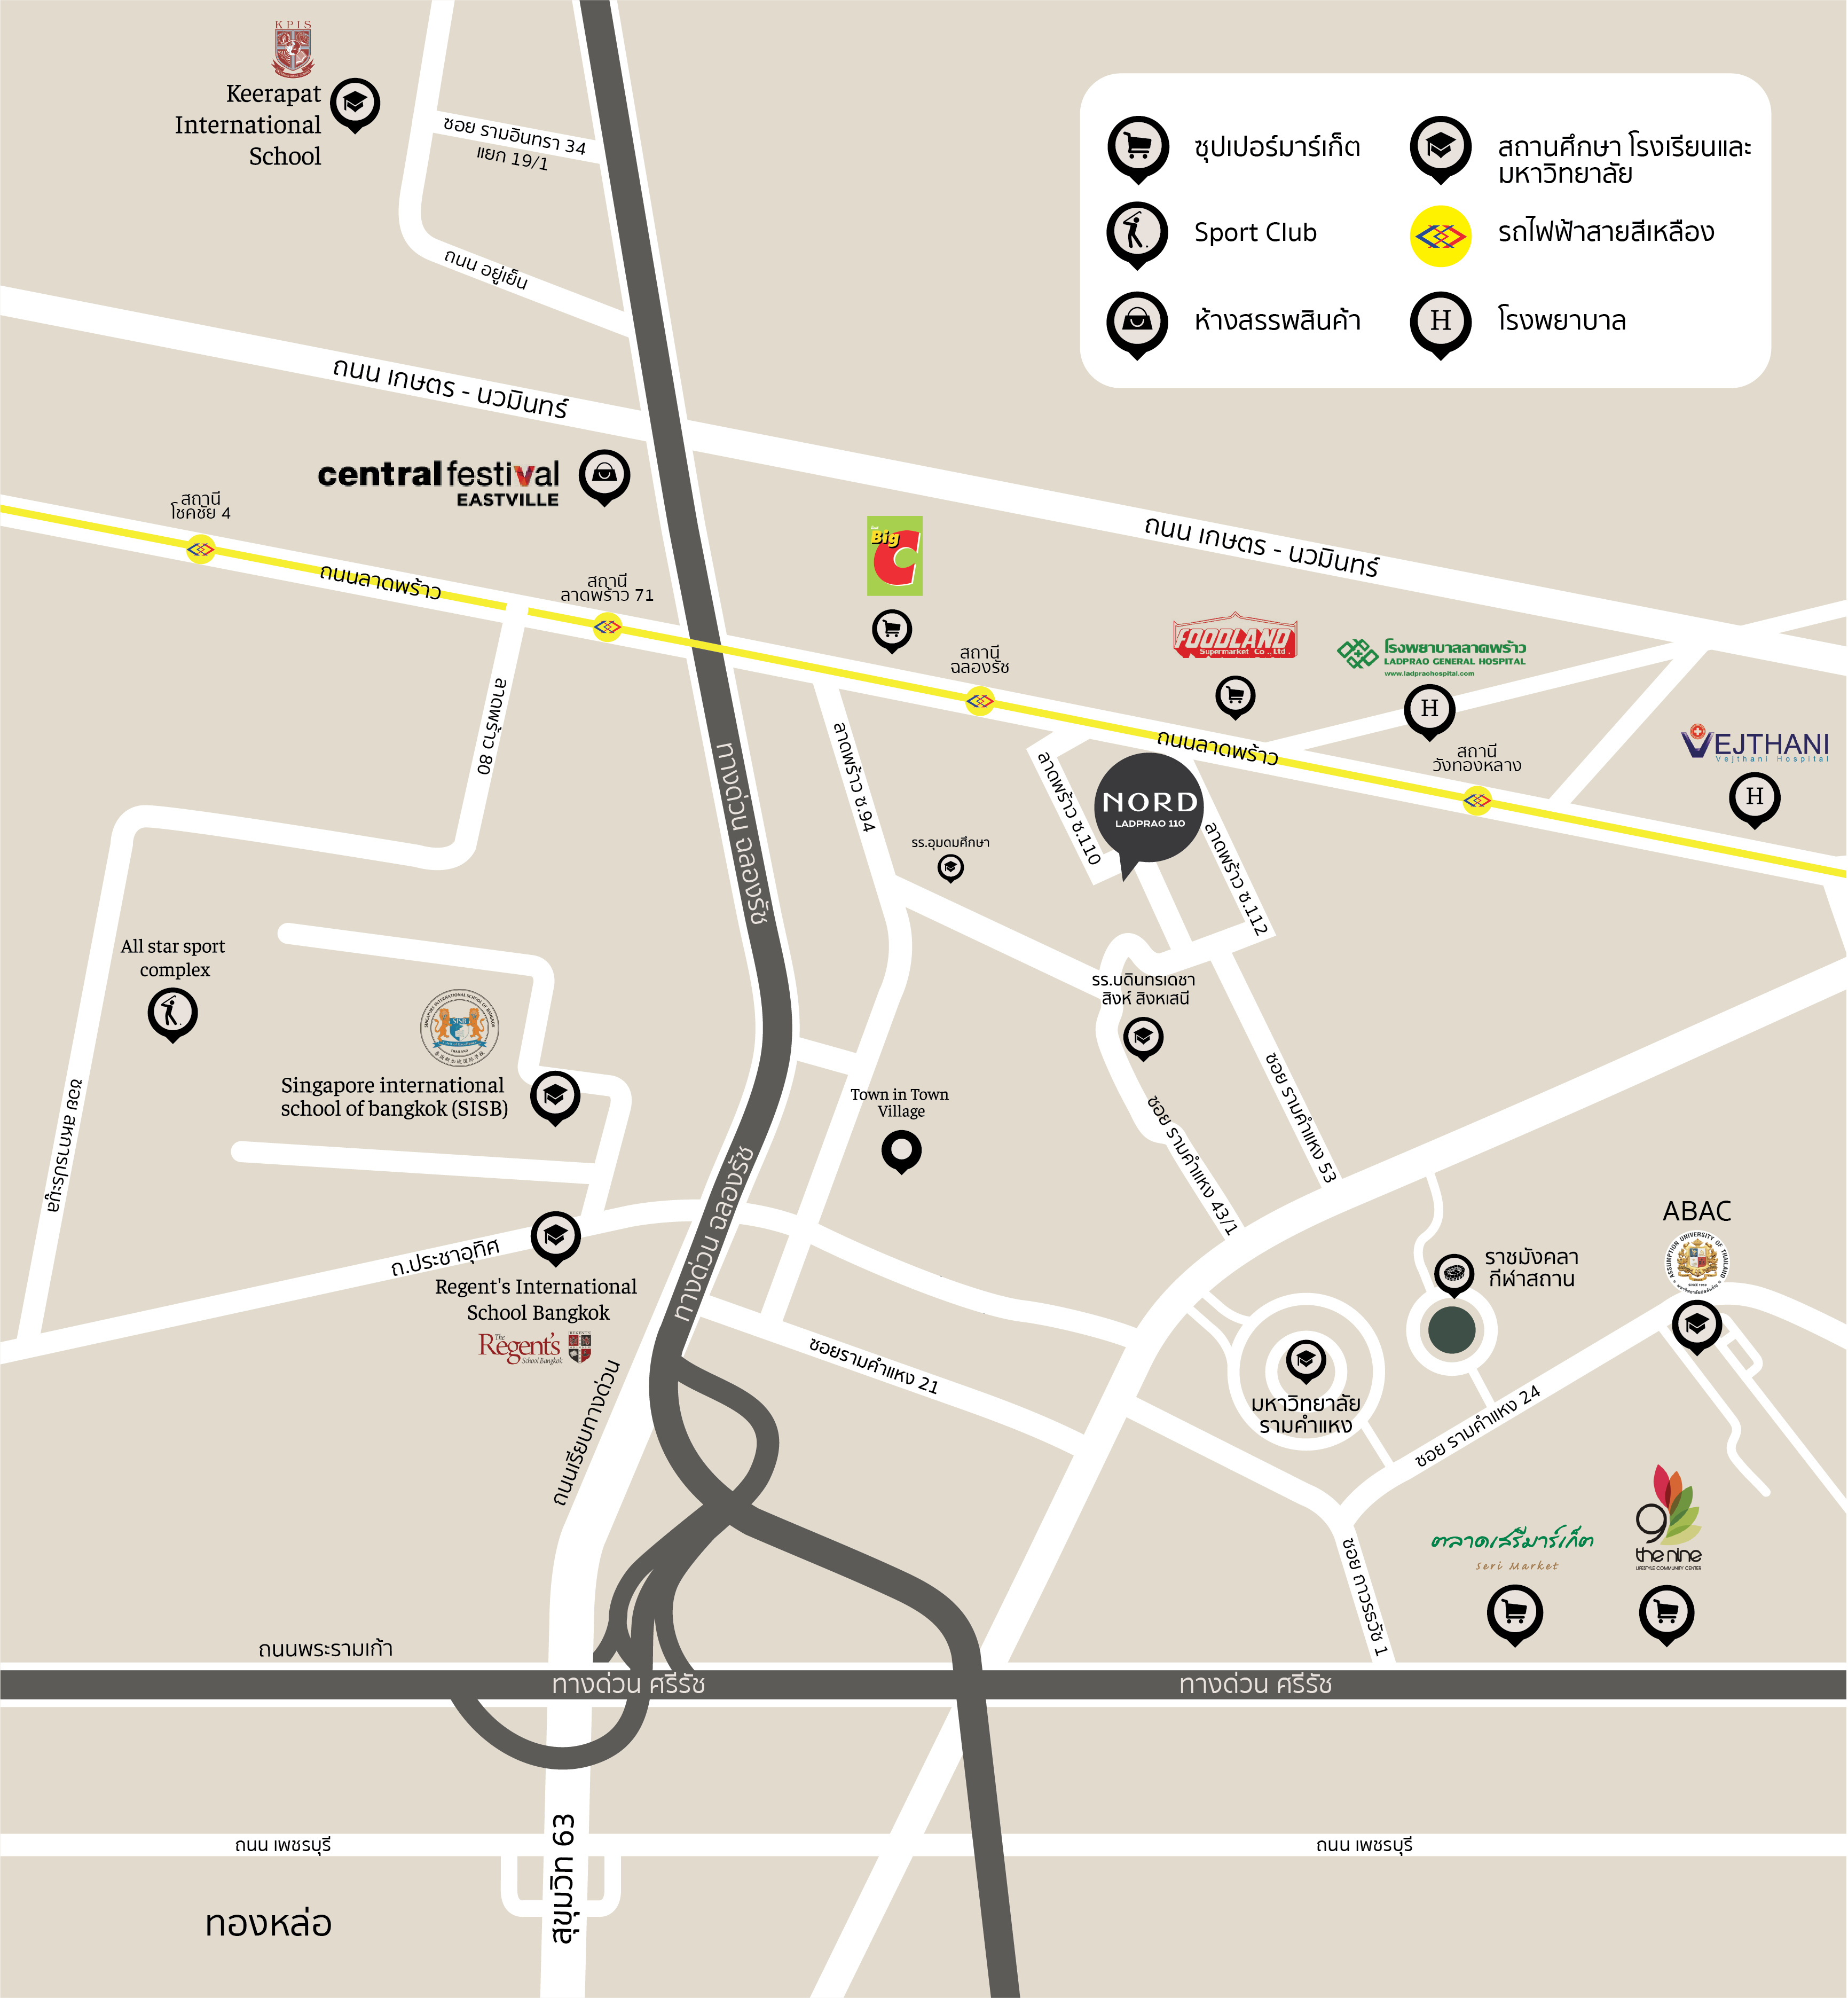 KPIS
Keerapat
International
School
ซอย รามอินทรา 34
แยก 19/1
ถนน อยู่เย็น
ซุปเปอร์มาร์เก็ต
สถานศึกษา โรงเรียนและ
มหาวิทยาลัย
Sport Club
รถไฟฟ้าสายสีเหลือง
ห้างสรรพสินค้า
H
โรงพยาบาล
ถนน เกษตร - นวมินทร์
centralfestival
EASTVILLE
สถานี
โชคชัย 4
ถนนลาดพร้าว
สถานี
ลาดพร้าว 71
Big
C
ถนน เกษตร - นวมินทร์
สถานี
ฉลองรัช
FOODLAND
Supermarket Co.,Ltd.
โรงพยาบาลลาดพร้าว
LADPRAO GENERAL HOSPITAL
www.ladpraohospital.com
H
ถนนลาดพร้าว
สถานี
วังทองหลาง
VEJTHANI
Vejthani Hospital
H
ลาดพร้าว 80
ทางด่วน ฉลองรัช
ลาดพร้าว ซ.94
ลาดพร้าว ซ.110
NORD
LADPRAO 110
ลาดพร้าว ซ.112
รร.อุมดมศึกษา
All star sport
complex
รร.บดินทรเดชา
สิงห์ สิงหเสนี
SINGAPORE INTERNATIONAL SCHOOL OF BANGKOK
SISB
THAILAND
Singapore international
school of bangkok (SISB)
ซอย สหการประมูล
Town in Town
Village
ซอย รามคำแหง 43/1
ซอย รามคำแหง 53
ทางด่วน ฉลองรัช
ถ.ประชาอุทิศ
Regent's International
School Bangkok
The
Regent's
School Bangkok
ABAC
ASSUMPTION UNIVERSITY OF THAILAND
ราชมังคลา
กีฬาสถาน
ซอยรามคำแหง 21
มหาวิทยาลัย
รามคำแหง
ซอย รามคำแหง 24
ถนนเรียบทางด่วน
ตลาดเสรีมาร์เก็ต
Seri Market
9
the nine
LIFESTYLE COMMUNITY CENTER
ซอย ถาวรธวัช 1
ถนนพระรามเก้า
ทางด่วน ศรีรัช
ทางด่วน ศรีรัช
ถนน เพชรบุรี
สุขุมวิท 63
ถนน เพชรบุรี
ทองหล่อ